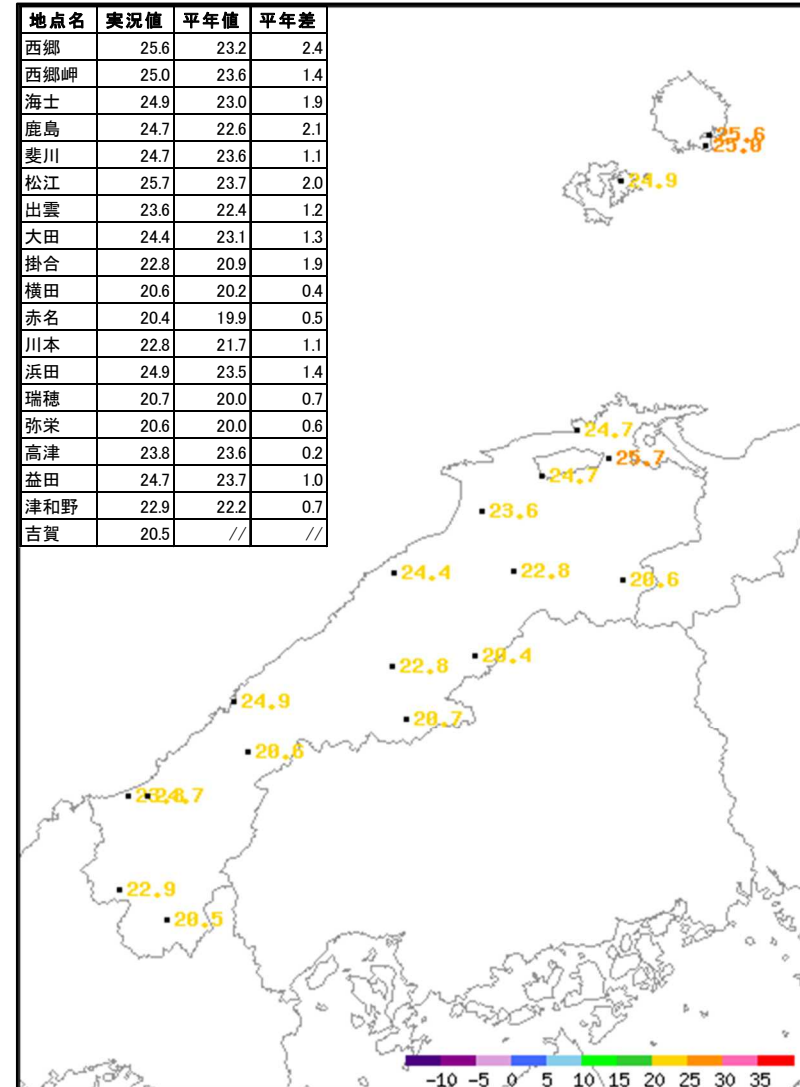 地点名 実況値 平年値 平年差
西郷 25.6 23.2 2.4
西郷岬 25.0 23.6 1.4
海士 24.9 23.0 1.9
鹿島 24.7 22.6 2.1
斐川 24.7 23.6 1.1
松江 25.7 23.7 2.0
出雲 23.6 22.4 1.2
大田 24.4 23.1 1.3
掛合 22.8 20.9 1.9
横田 20.6 20.2 0.4
赤名 20.4 19.9 0.5
川本 22.8 21.7 1.1
浜田 24.9 23.5 1.4
瑞穂 20.7 20.0 0.7
弥栄 20.6 20.0 0.6
高津 23.8 23.6 0.2
益田 24.7 23.7 1.0
津和野 22.9 22.2 0.7
吉賀 20.5 // //
25.6
25.0
24.9
24.7
25.7
24.7
23.6
24.4 22.8 20.6
20.4
22.8
24.9
20.7
20.6
23.8 24.7
22.9
20.5
-10 -5 0 5 10 15 20 25 30 35